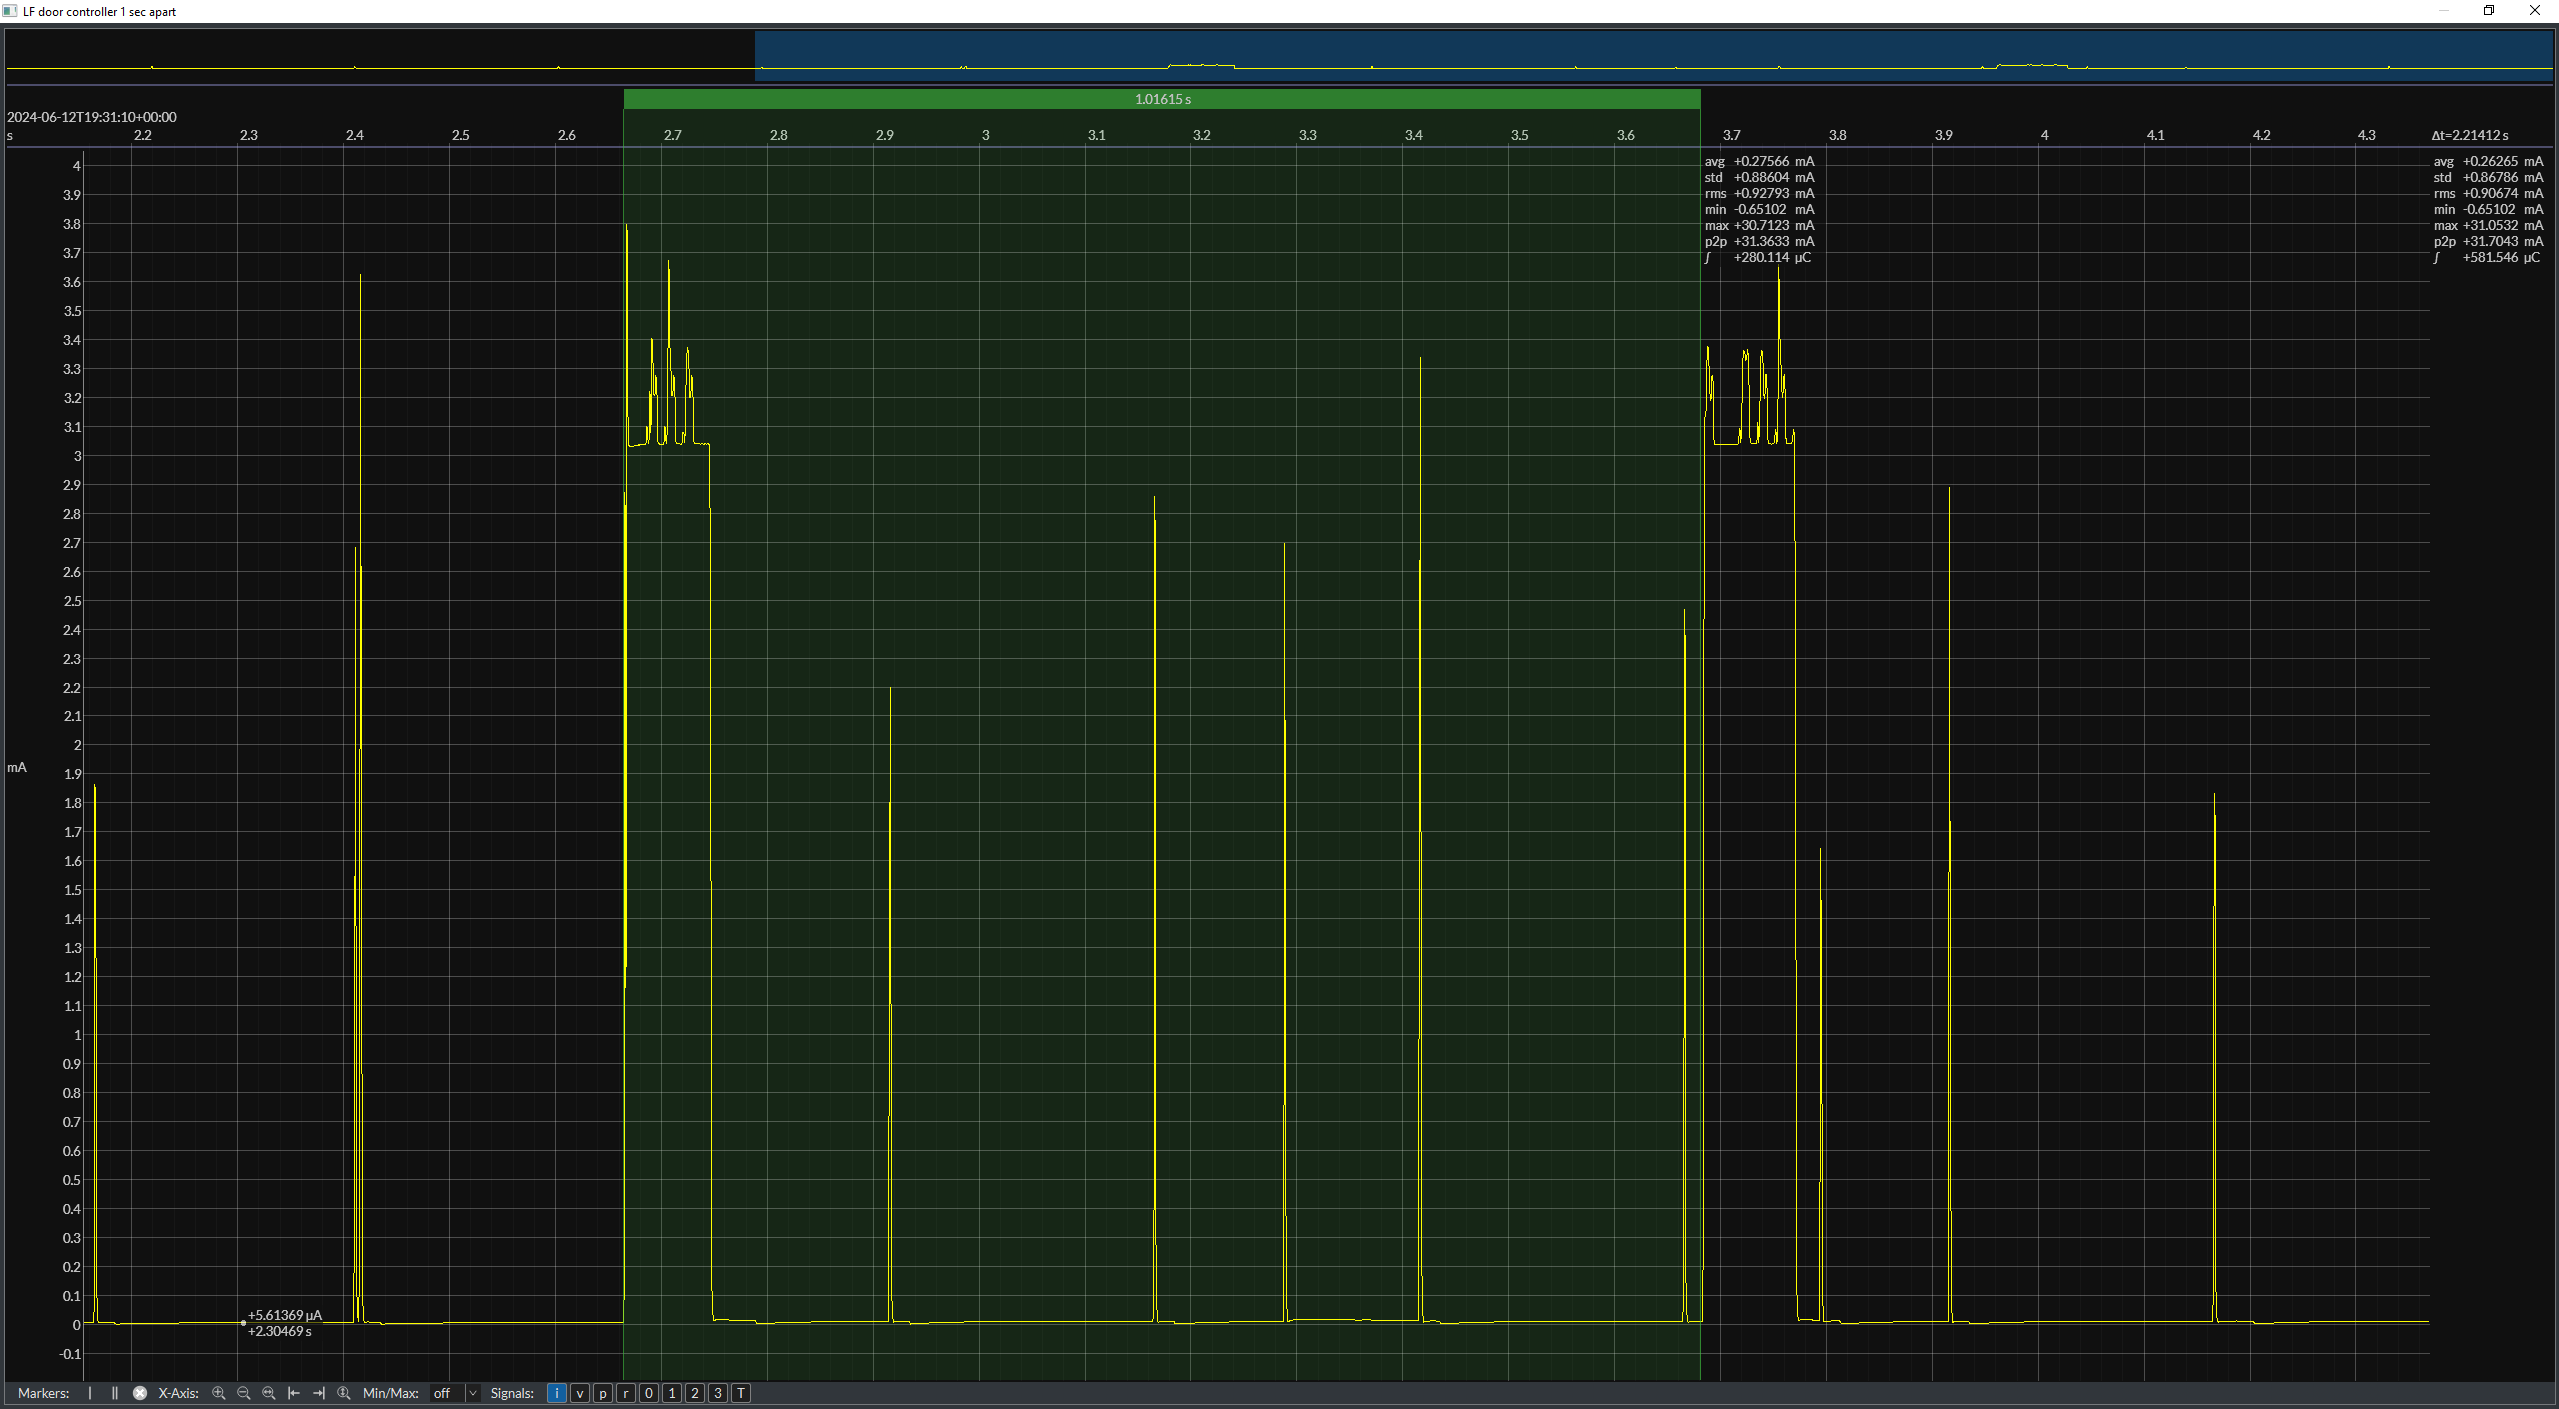 LF door controller 1 sec apart
1.01615 s
2024-06-12T19:31:10+00:00
s 2.2 2.3 2.4 2.5 2.6 2.7 2.8 2.9 3 3.1 3.2 3.3 3.4 3.5 3.6 3.7 3.8 3.9 4 4.1 4.2 4.3 Δt=2.21412 s
avg +0.27566 mA
std +0.88604 mA
rms +0.92793 mA
min -0.65102 mA
max +30.7123 mA
p2p +31.3633 mA
∫ +280.114 µC
avg +0.26265 mA
std +0.86786 mA
rms +0.90674 mA
min -0.65102 mA
max +31.0532 mA
p2p +31.7043 mA
∫ +581.546 µC
4
3.9
3.8
3.7
3.6
3.5
3.4
3.3
3.2
3.1
3
2.9
2.8
2.7
2.6
2.5
2.4
2.3
2.2
2.1
2
1.9
mA
1.8
1.7
1.6
1.5
1.4
1.3
1.2
1.1
1
0.9
0.8
0.7
0.6
0.5
0.4
0.3
0.2
0.1
0
-0.1
+5.61369 µA
+2.30469 s
Markers: X-Axis: Min/Max: off Signals: i v p r 0 1 2 3 T